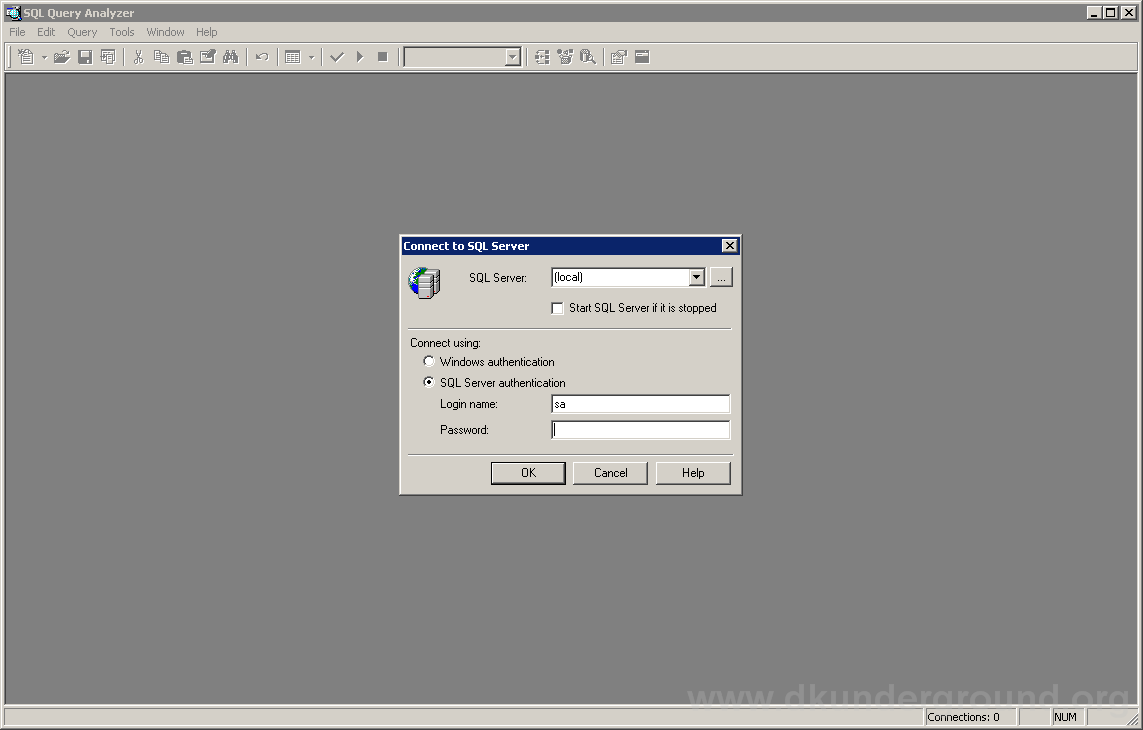 SQL Query Analyzer
File Edit Query Tools Window Help
Connect to SQL Server
SQL Server: (local) ...
Start SQL Server if it is stopped
Connect using:
Windows authentication
SQL Server authentication
Login name: sa
Password:
OK Cancel Help
www.dkunderground.org
Connections: 0 NUM